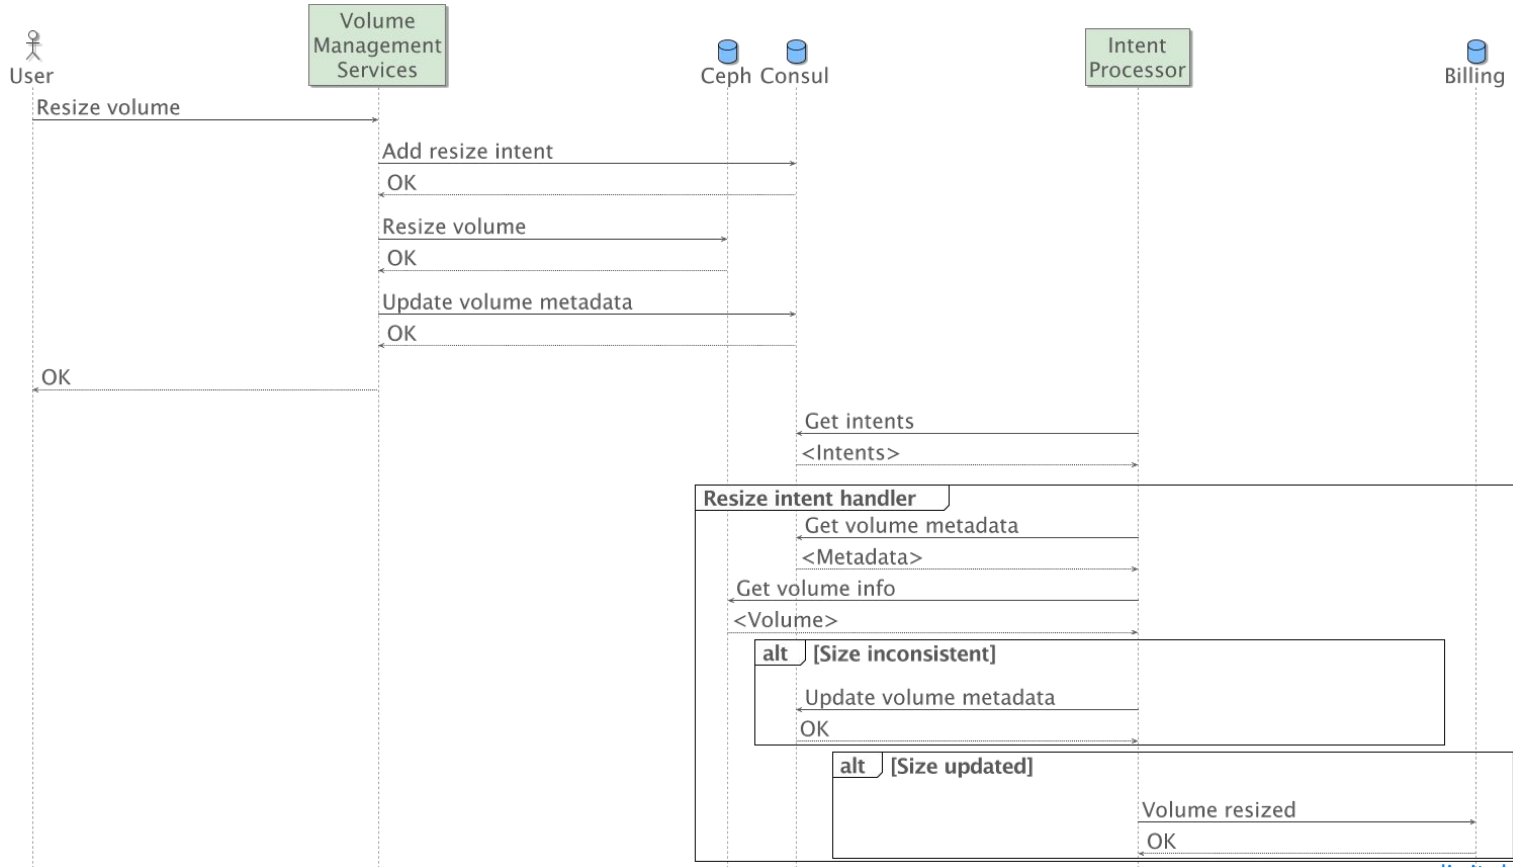 Volume
Management
Services
Intent
Processor
User
Ceph
Consul
Billing
Resize volume
Add resize intent
OK
Resize volume
OK
Update volume metadata
OK
OK
Get intents
<Intents>
Resize intent handler
Get volume metadata
<Metadata>
Get volume info
<Volume>
alt [Size inconsistent]
Update volume metadata
OK
alt [Size updated]
Volume resized
OK